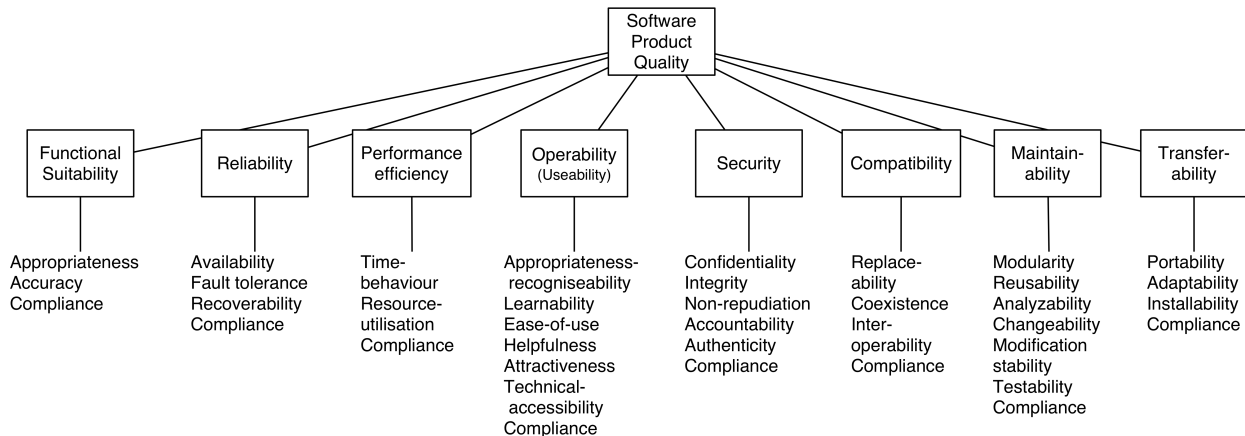 Software
Product
Quality
Functional
Suitability
Reliability
Performance
efficiency
Operability
(Useability)
Security
Compatibility
Maintain-
ability
Transfer-
ability
Appropriateness
Accuracy
Compliance
Availability
Fault tolerance
Recoverability
Compliance
Time-
behaviour
Resource-
utilisation
Compliance
Appropriateness-
recogniseability
Learnability
Ease-of-use
Helpfulness
Attractiveness
Technical-
accessibility
Compliance
Confidentiality
Integrity
Non-repudiation
Accountability
Authenticity
Compliance
Replace-
ability
Coexistence
Inter-
operability
Compliance
Modularity
Reusability
Analyzability
Changeability
Modification
stability
Testability
Compliance
Portability
Adaptability
Installability
Compliance